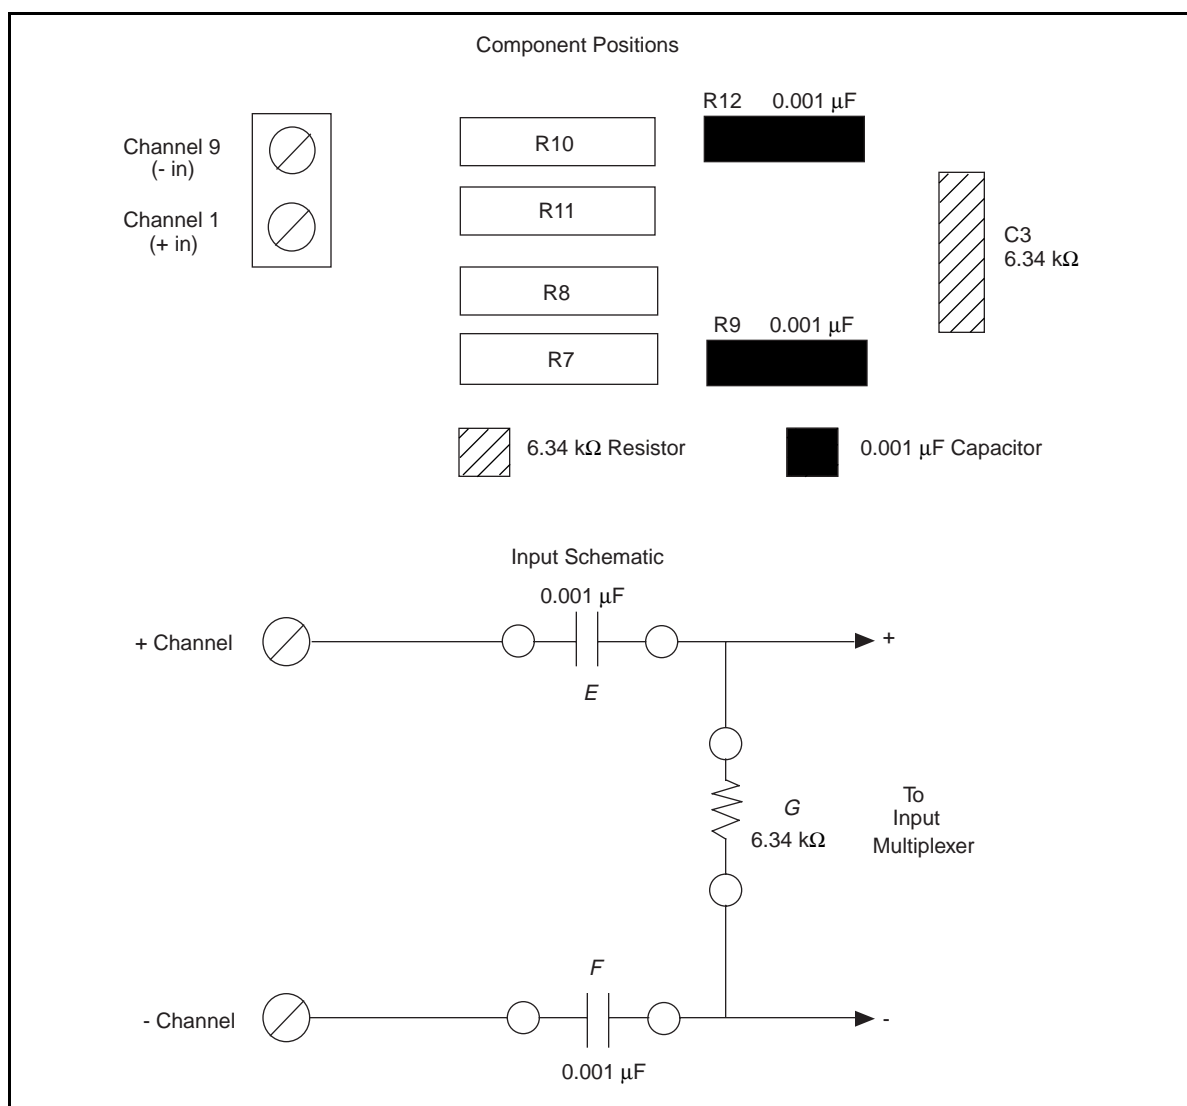 Component Positions
R12 0.001 μF
Channel 9
(- in)
R10
Channel 1
(+ in)
R11
C3
6.34 kΩ
R8
R9 0.001 μF
R7
6.34 kΩ Resistor
0.001 μF Capacitor
Input Schematic
0.001 μF
+ Channel
+
E
G
6.34 kΩ
To
Input
Multiplexer
F
- Channel
-
0.001 μF